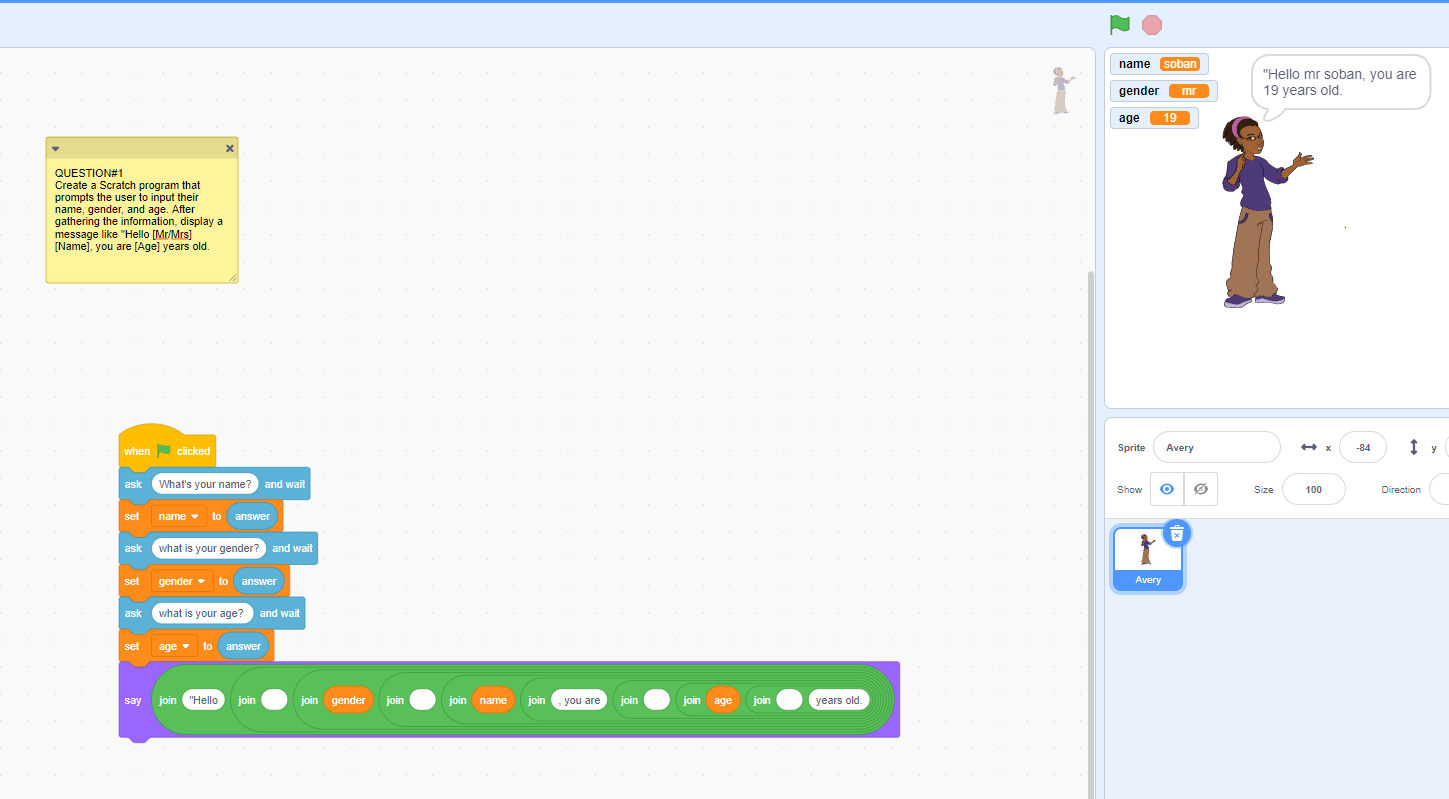 name soban
gender mr
age 19
"Hello mr soban, you are
19 years old.
QUESTION#1
Create a Scratch program that
prompts the user to input their
name, gender, and age. After
gathering the information, display a
message like "Hello [Mr/Mrs]
[Name], you are [Age] years old.
when clicked
ask What's your name? and wait
set name to answer
ask what is your gender? and wait
set gender to answer
ask what is your age? and wait
set age to answer
say join "Hello join join gender join join name join , you are join join age join years old.
Sprite Avery x -84 y
Show Size 100 Direction
Avery